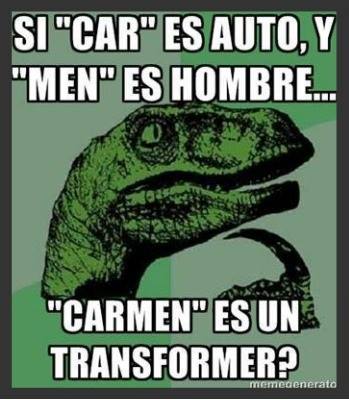 SI "CAR" ES AUTO, Y
"MEN" ES HOMBRE...
"CARMEN" ES UN
TRANSFORMER?
memegenerato